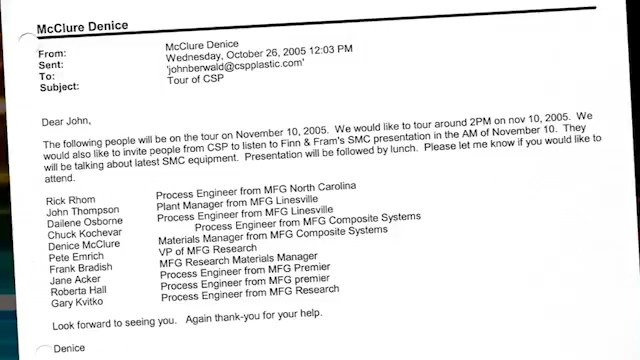 McClure Denice
From: McClure Denice
Sent: Wednesday, October 26, 2005 12:03 PM
To: 'johnberwald@cspplastic.com'
Subject: Tour of CSP
Dear John,
The following people will be on the tour on November 10, 2005. We would like to tour around 2PM on nov 10, 2005. We
would also like to invite people from CSP to listen to Finn & Fram's SMC presentation in the AM of November 10. They
will be talking about latest SMC equipment. Presentation will be followed by lunch. Please let me know if you would like to
attend.
Rick Rhom Process Engineer from MFG North Carolina
John Thompson Plant Manager from MFG Linesville
Dailene Osborne Process Engineer from MFG Linesville
Chuck Kochevar Process Engineer from MFG Composite Systems
Denice McClure Materials Manager from MFG Composite Systems
Pete Emrich VP of MFG Research
Frank Bradish MFG Research Materials Manager
Jane Acker Process Engineer from MFG Premier
Roberta Hall Process Engineer from MFG premier
Gary Kvitko Process Engineer from MFG Research
Look forward to seeing you. Again thank-you for your help.
Denice